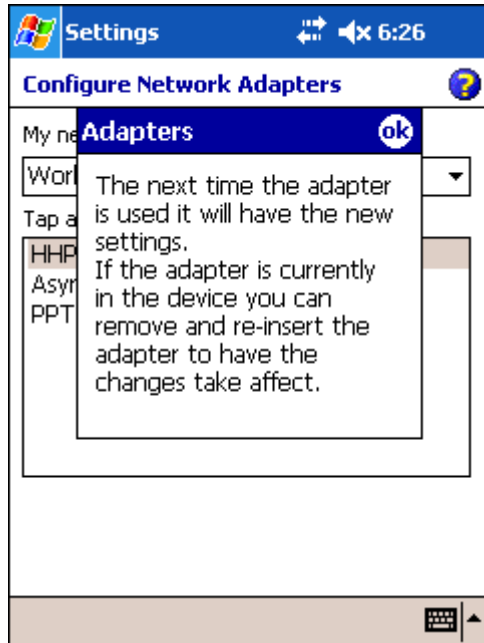 Settings 6:26
Configure Network Adapters
My ne
Adapters ok
Worl
Tap a
The next time the adapter
is used it will have the new
settings.
If the adapter is currently
in the device you can
remove and re-insert the
adapter to have the
changes take affect.
HHP
Asyn
PPT